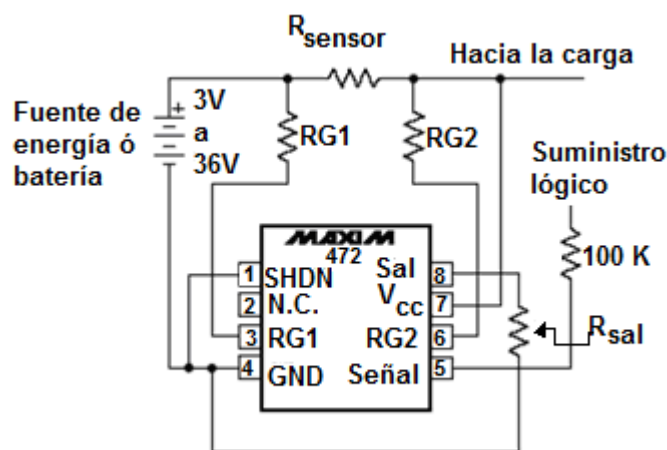 R sensor
Hacia la carga
Fuente de
energía ó
batería
+ 3V
a
36V
RG1
RG2
Suministro
lógico
100 K
MAXIM
472
1 SHDN
2 N.C.
3 RG1
4 GND
Sal 8
Vcc 7
RG2 6
Señal 5
Rsal